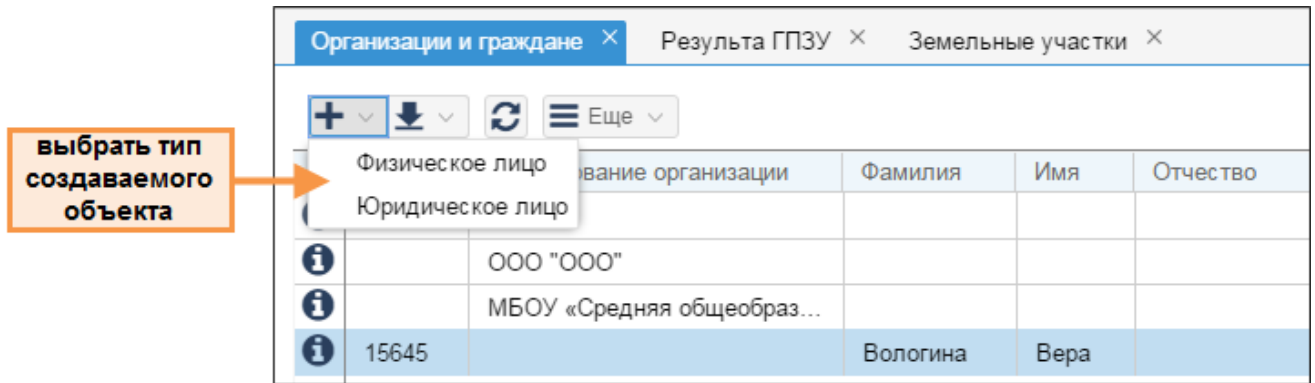 Организации и граждане
Результа ГПЗУ
Земельные участки
Еще
выбрать тип
создаваемого
объекта
Физическое лицо
Юридическое лицо
вание организации
Фамилия
Имя
Отчество
ООО "ООО"
МБОУ «Средняя общеобраз...
15645
Вологина
Вера